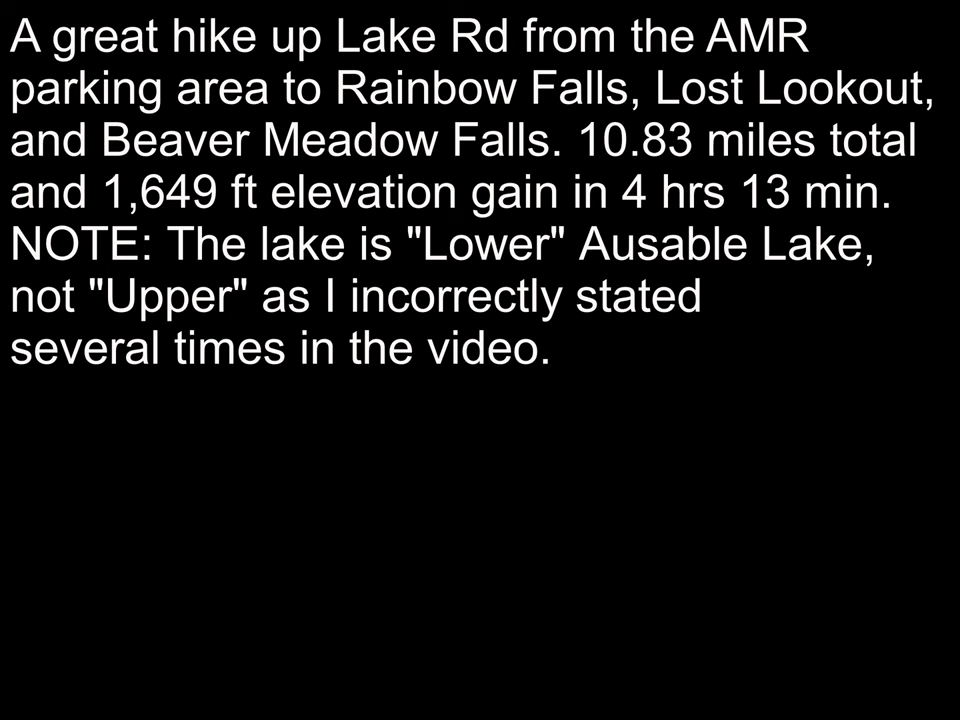 A great hike up Lake Rd from the AMR
parking area to Rainbow Falls, Lost Lookout,
and Beaver Meadow Falls. 10.83 miles total
and 1,649 ft elevation gain in 4 hrs 13 min.
NOTE: The lake is "Lower" Ausable Lake,
not "Upper" as I incorrectly stated
several times in the video.